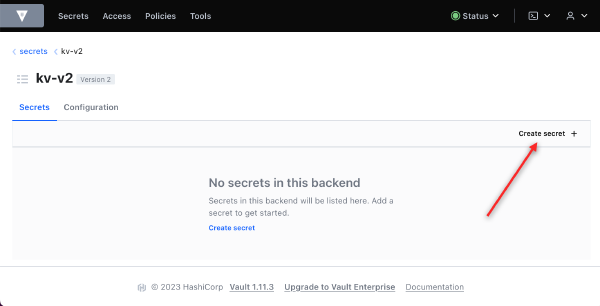 Secrets Access Policies Tools Status
secrets kv-v2
kv-v2 Version 2
Secrets Configuration
Create secret +
No secrets in this backend
Secrets in this backend will be listed here. Add a
secret to get started.
Create secret
© 2023 HashiCorp Vault 1.11.3 Upgrade to Vault Enterprise Documentation